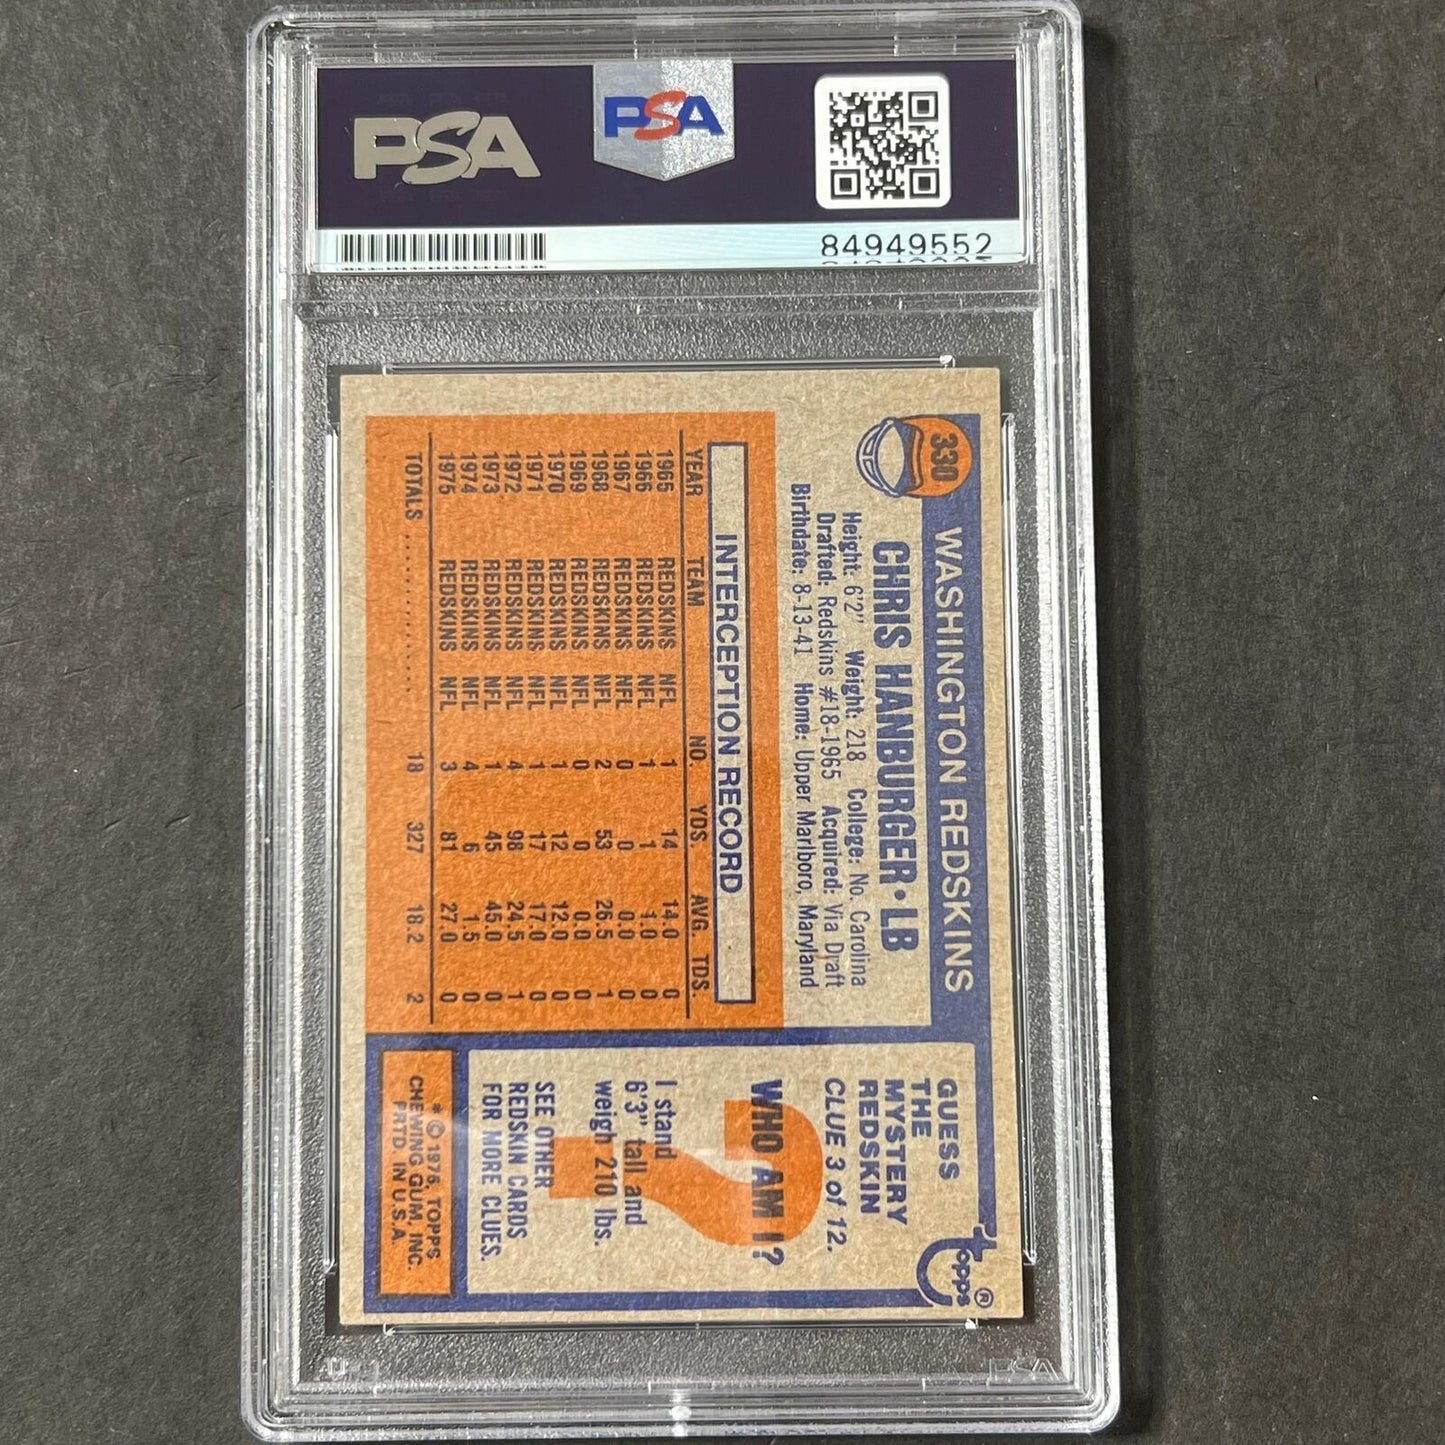 PSA
PSA
84949552
330
WASHINGTON REDSKINS
CHRIS HANBURGER • LB
Height: 6'2" Weight: 218 College: No. Carolina
Drafted: Redskins #18-1965 Acquired: Via Draft
Birthdate: 8-13-41 Home: Upper Marlboro, Maryland
INTERCEPTION RECORD
YEAR TEAM NO. YDS. AVG. TDS.
1965 REDSKINS NFL 1 14 14.0 0
1966 REDSKINS NFL 1 1 1.0 0
1967 REDSKINS NFL 0 0 0.0 0
1968 REDSKINS NFL 2 53 26.5 1
1969 REDSKINS NFL 0 0 0.0 0
1970 REDSKINS NFL 1 12 12.0 0
1971 REDSKINS NFL 1 17 17.0 0
1972 REDSKINS NFL 4 98 24.5 1
1973 REDSKINS NFL 1 45 45.0 0
1974 REDSKINS NFL 4 6 1.5 0
1975 REDSKINS NFL 3 81 27.0 0
TOTALS .................. 18 327 18.2 2
topps®
GUESS
THE
MYSTERY
REDSKIN
CLUE 3 of 12.
WHO AM I?
I stand
6'3" tall and
weigh 210 lbs.
SEE OTHER
REDSKIN CARDS
FOR MORE CLUES.
* © 1976, TOPPS
CHEWING GUM, INC.
PRTD. IN U.S.A.
PSA